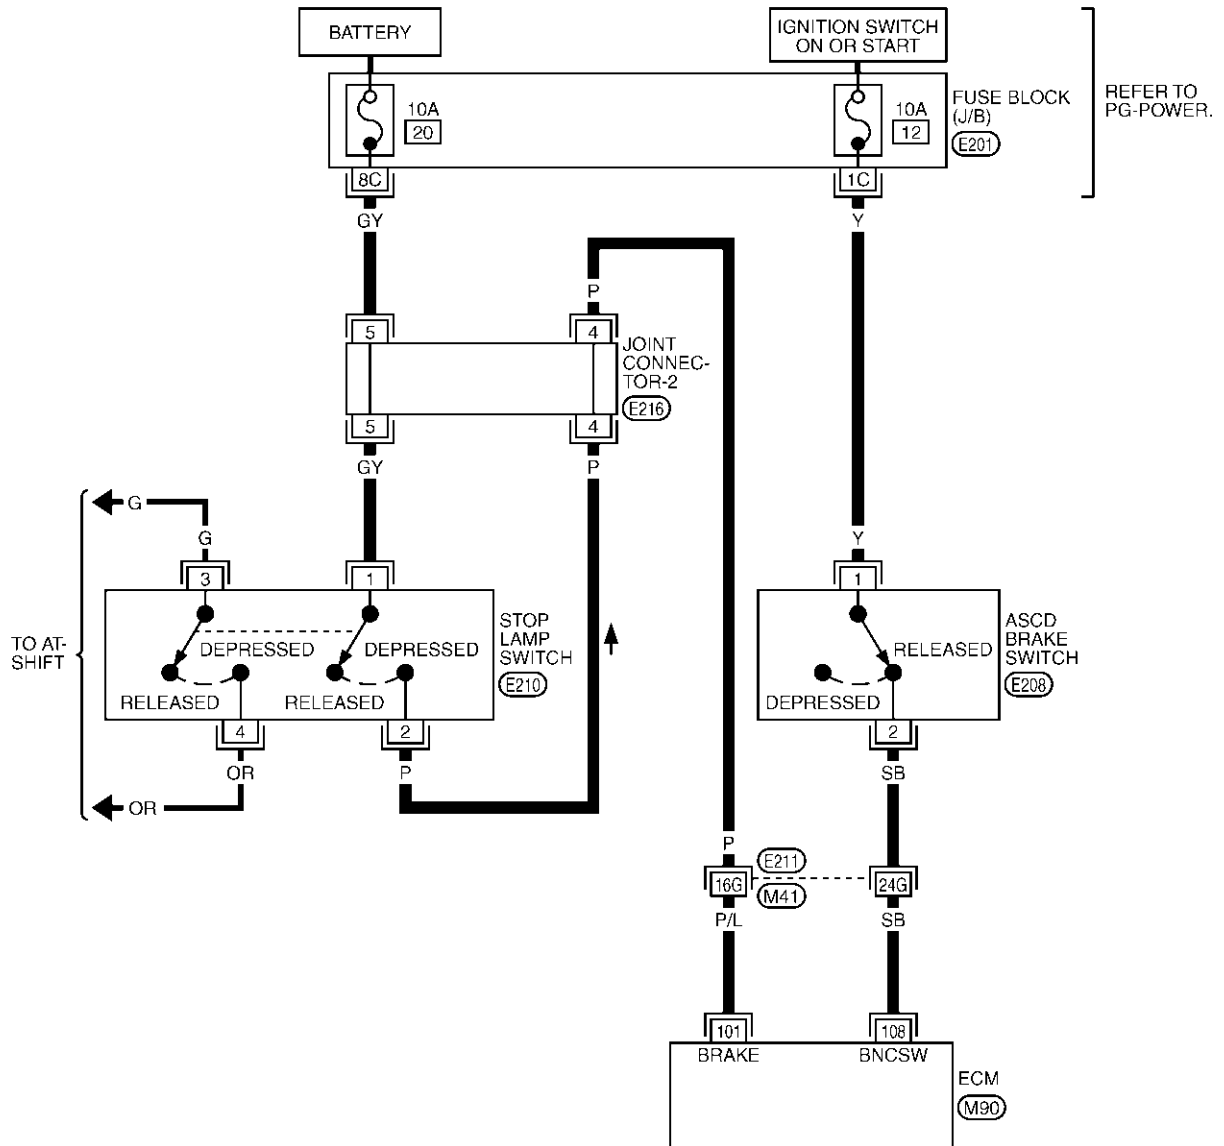 BATTERY
IGNITION SWITCH
ON OR START
10A
20
10A
12
FUSE BLOCK
(J/B)
E201
REFER TO
PG-POWER.
8C
1C
GY
Y
P
5
4
JOINT
CONNEC-
TOR-2
E216
5
4
GY
P
G
G
Y
3
1
1
TO AT-
SHIFT
DEPRESSED
DEPRESSED
RELEASED
RELEASED
STOP
LAMP
SWITCH
E210
RELEASED
DEPRESSED
ASCD
BRAKE
SWITCH
E208
4
2
2
OR
P
SB
OR
P
E211
16G
24G
M41
P/L
SB
101
108
BRAKE
BNCSW
ECM
M90